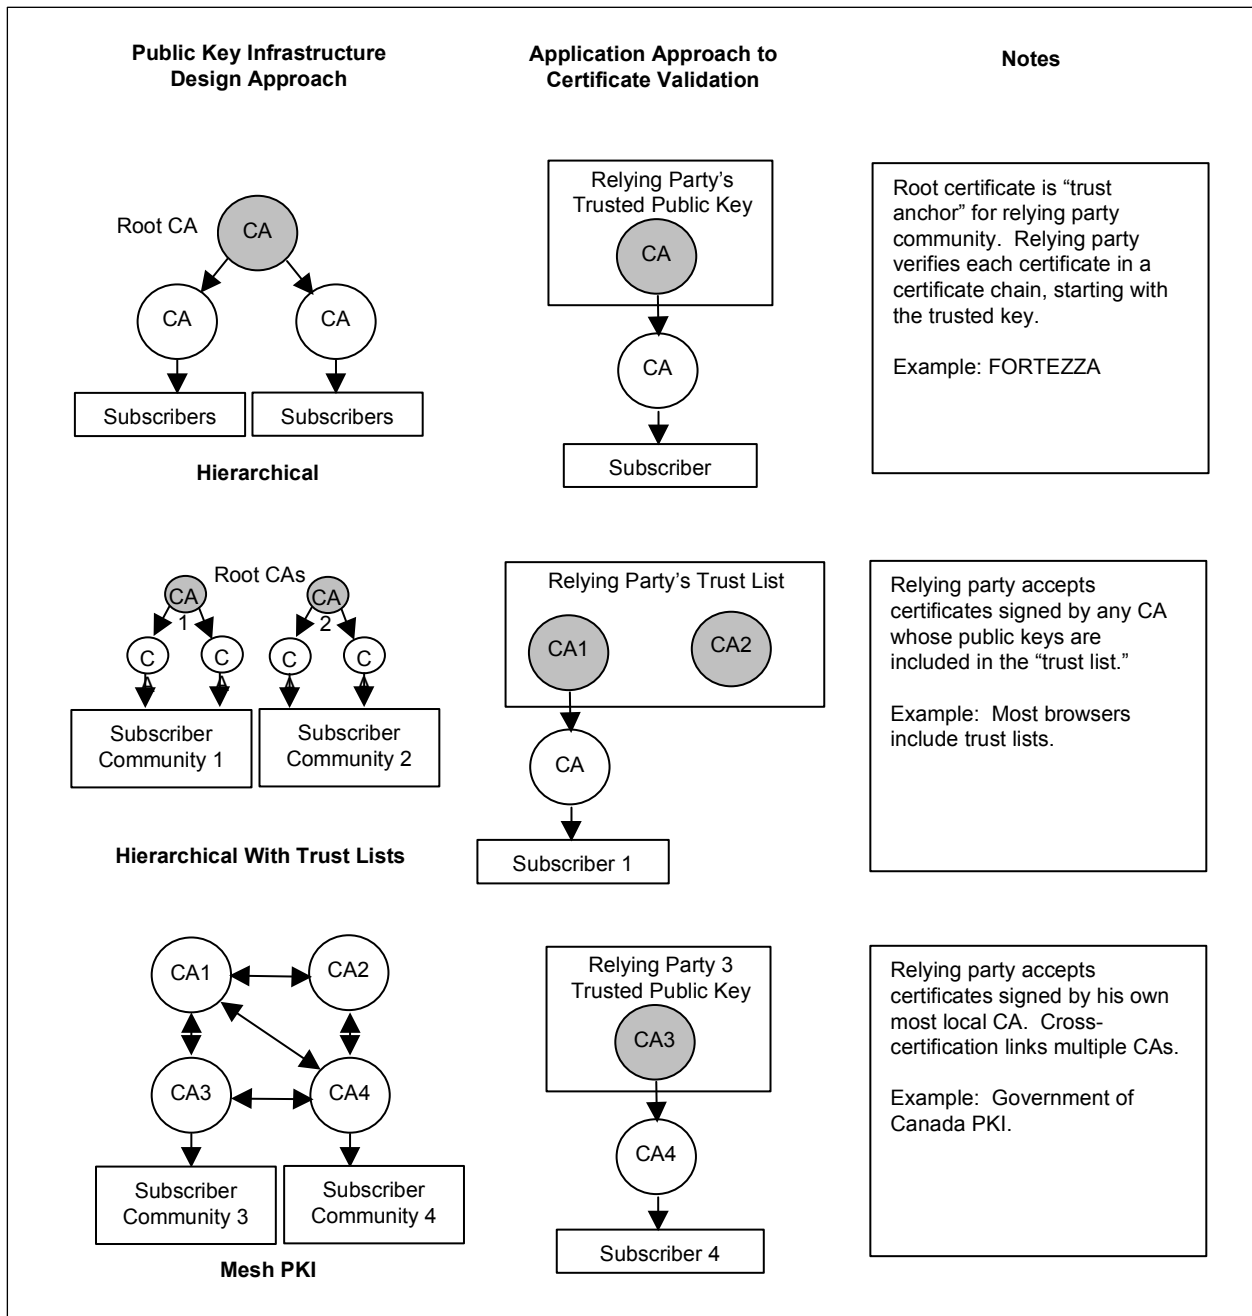 Public Key Infrastructure
Design Approach
Application Approach to
Certificate Validation
Notes
Root CA
CA
CA
CA
Subscribers
Subscribers
Hierarchical
Relying Party's
Trusted Public Key
CA
CA
Subscriber
Root certificate is “trust
anchor” for relying party
community.  Relying party
verifies each certificate in a
certificate chain, starting with
the trusted key.
Example: FORTEZZA
Root CAs
CA
1
CA
2
C
C
C
C
Subscriber
Community 1
Subscriber
Community 2
Hierarchical With Trust Lists
Relying Party's Trust List
CA1
CA2
CA
Subscriber 1
Relying party accepts
certificates signed by any CA
whose public keys are
included in the “trust list.”
Example:  Most browsers
include trust lists.
CA1
CA2
CA3
CA4
Subscriber
Community 3
Subscriber
Community 4
Mesh PKI
Relying Party 3
Trusted Public Key
CA3
CA4
Subscriber 4
Relying party accepts
certificates signed by his own
most local CA.  Cross-
certification links multiple CAs.
Example:  Government of
Canada PKI.